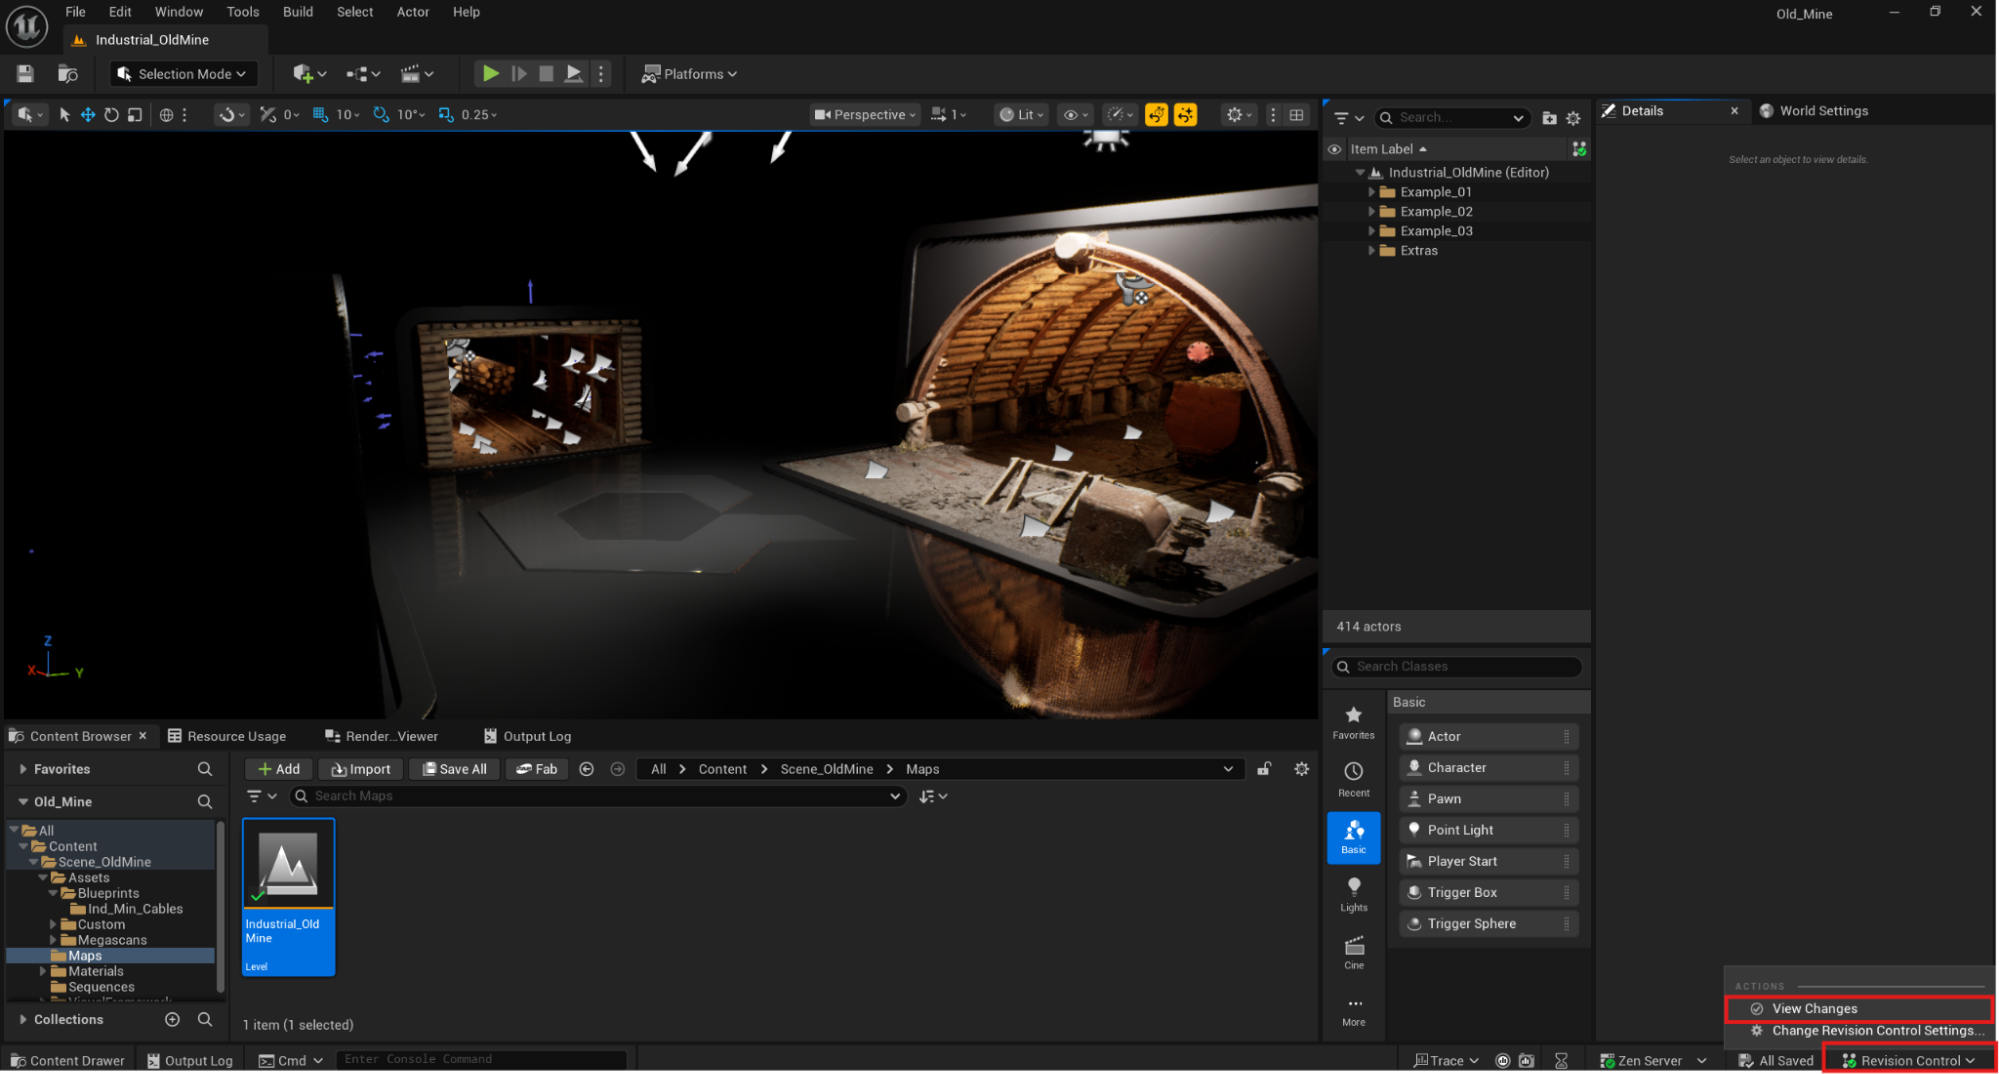 File Edit Window Tools Build Select Actor Help
Old_Mine
Industrial_OldMine
Selection Mode
Platforms
0 10 10° 0.25
Perspective 1 Lit
Search...
Details
World Settings
Item Label
Select an object to view details.
Industrial_OldMine (Editor)
Example_01
Example_02
Example_03
Extras
414 actors
Search Classes
Z
X Y
Favorites
Recent
Basic
Lights
Cine
More
Basic
Actor
Character
Pawn
Point Light
Player Start
Trigger Box
Trigger Sphere
Content Browser
Resource Usage
Render...Viewer
Output Log
Favorites
Add Import Save All Fab
All Content Scene_OldMine Maps
Old_Mine
Search Maps
All
Content
Scene_OldMine
Assets
Blueprints
Ind_Min_Cables
Custom
Megascans
Maps
Materials
Sequences
Collections
Industrial_Old
Mine
Level
1 item (1 selected)
ACTIONS
View Changes
Change Revision Control Settings...
Content Drawer Output Log Cmd Enter Console Command
Trace Zen Server All Saved Revision Control